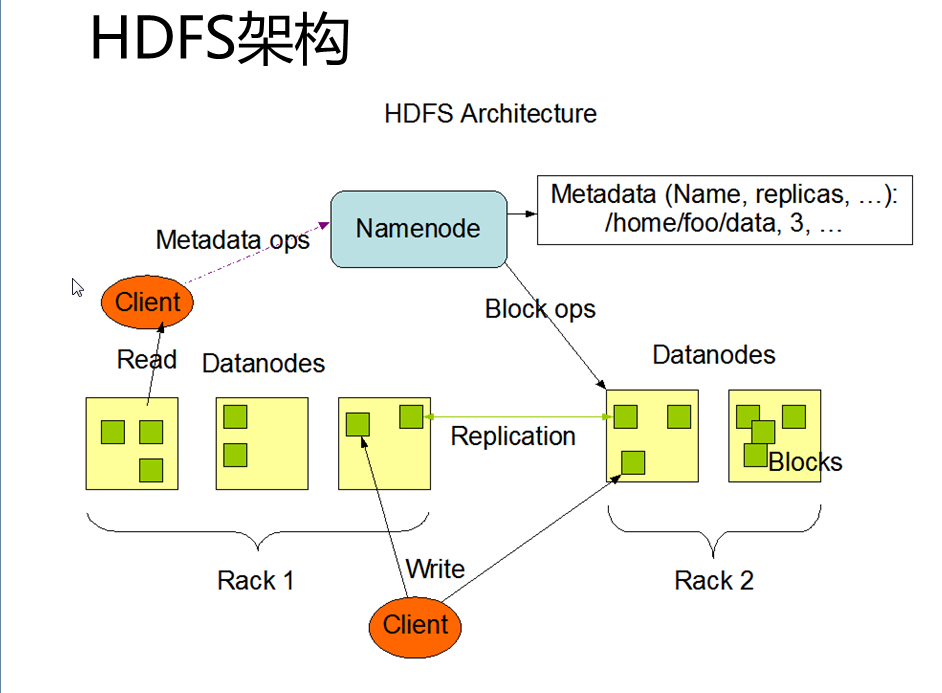 HDFS架构
HDFS Architecture
Metadata (Name, replicas, …):
/home/foo/data, 3, …
Namenode
Metadata ops
Client
Block ops
Read
Datanodes
Datanodes
Replication
Blocks
Rack 1
Write
Rack 2
Client